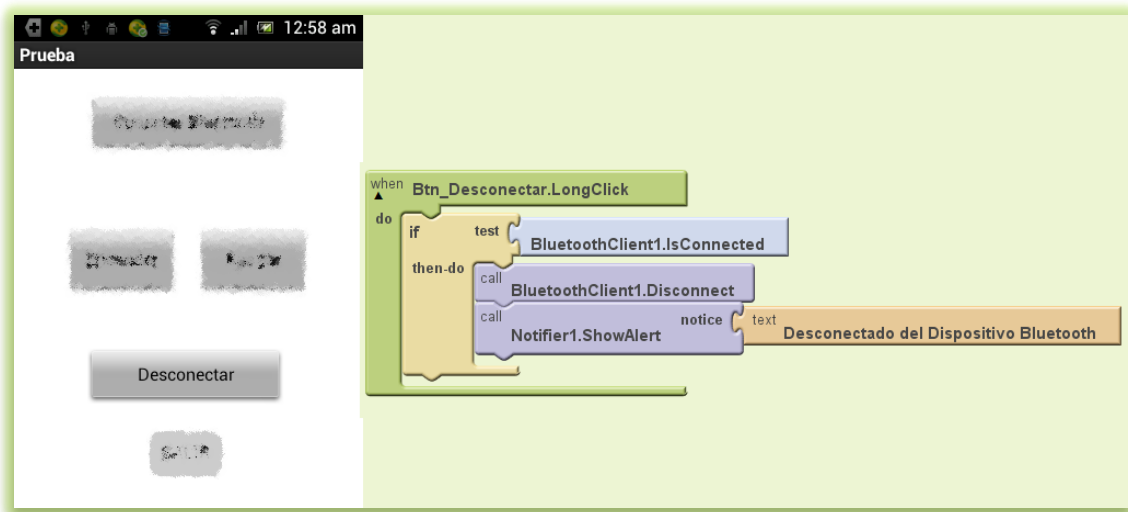 12:58 am
Prueba
Desconectar
when Btn_Desconectar.LongClick
do
if test BluetoothClient1.IsConnected
then-do
call BluetoothClient1.Disconnect
call Notifier1.ShowAlert notice text Desconectado del Dispositivo Bluetooth